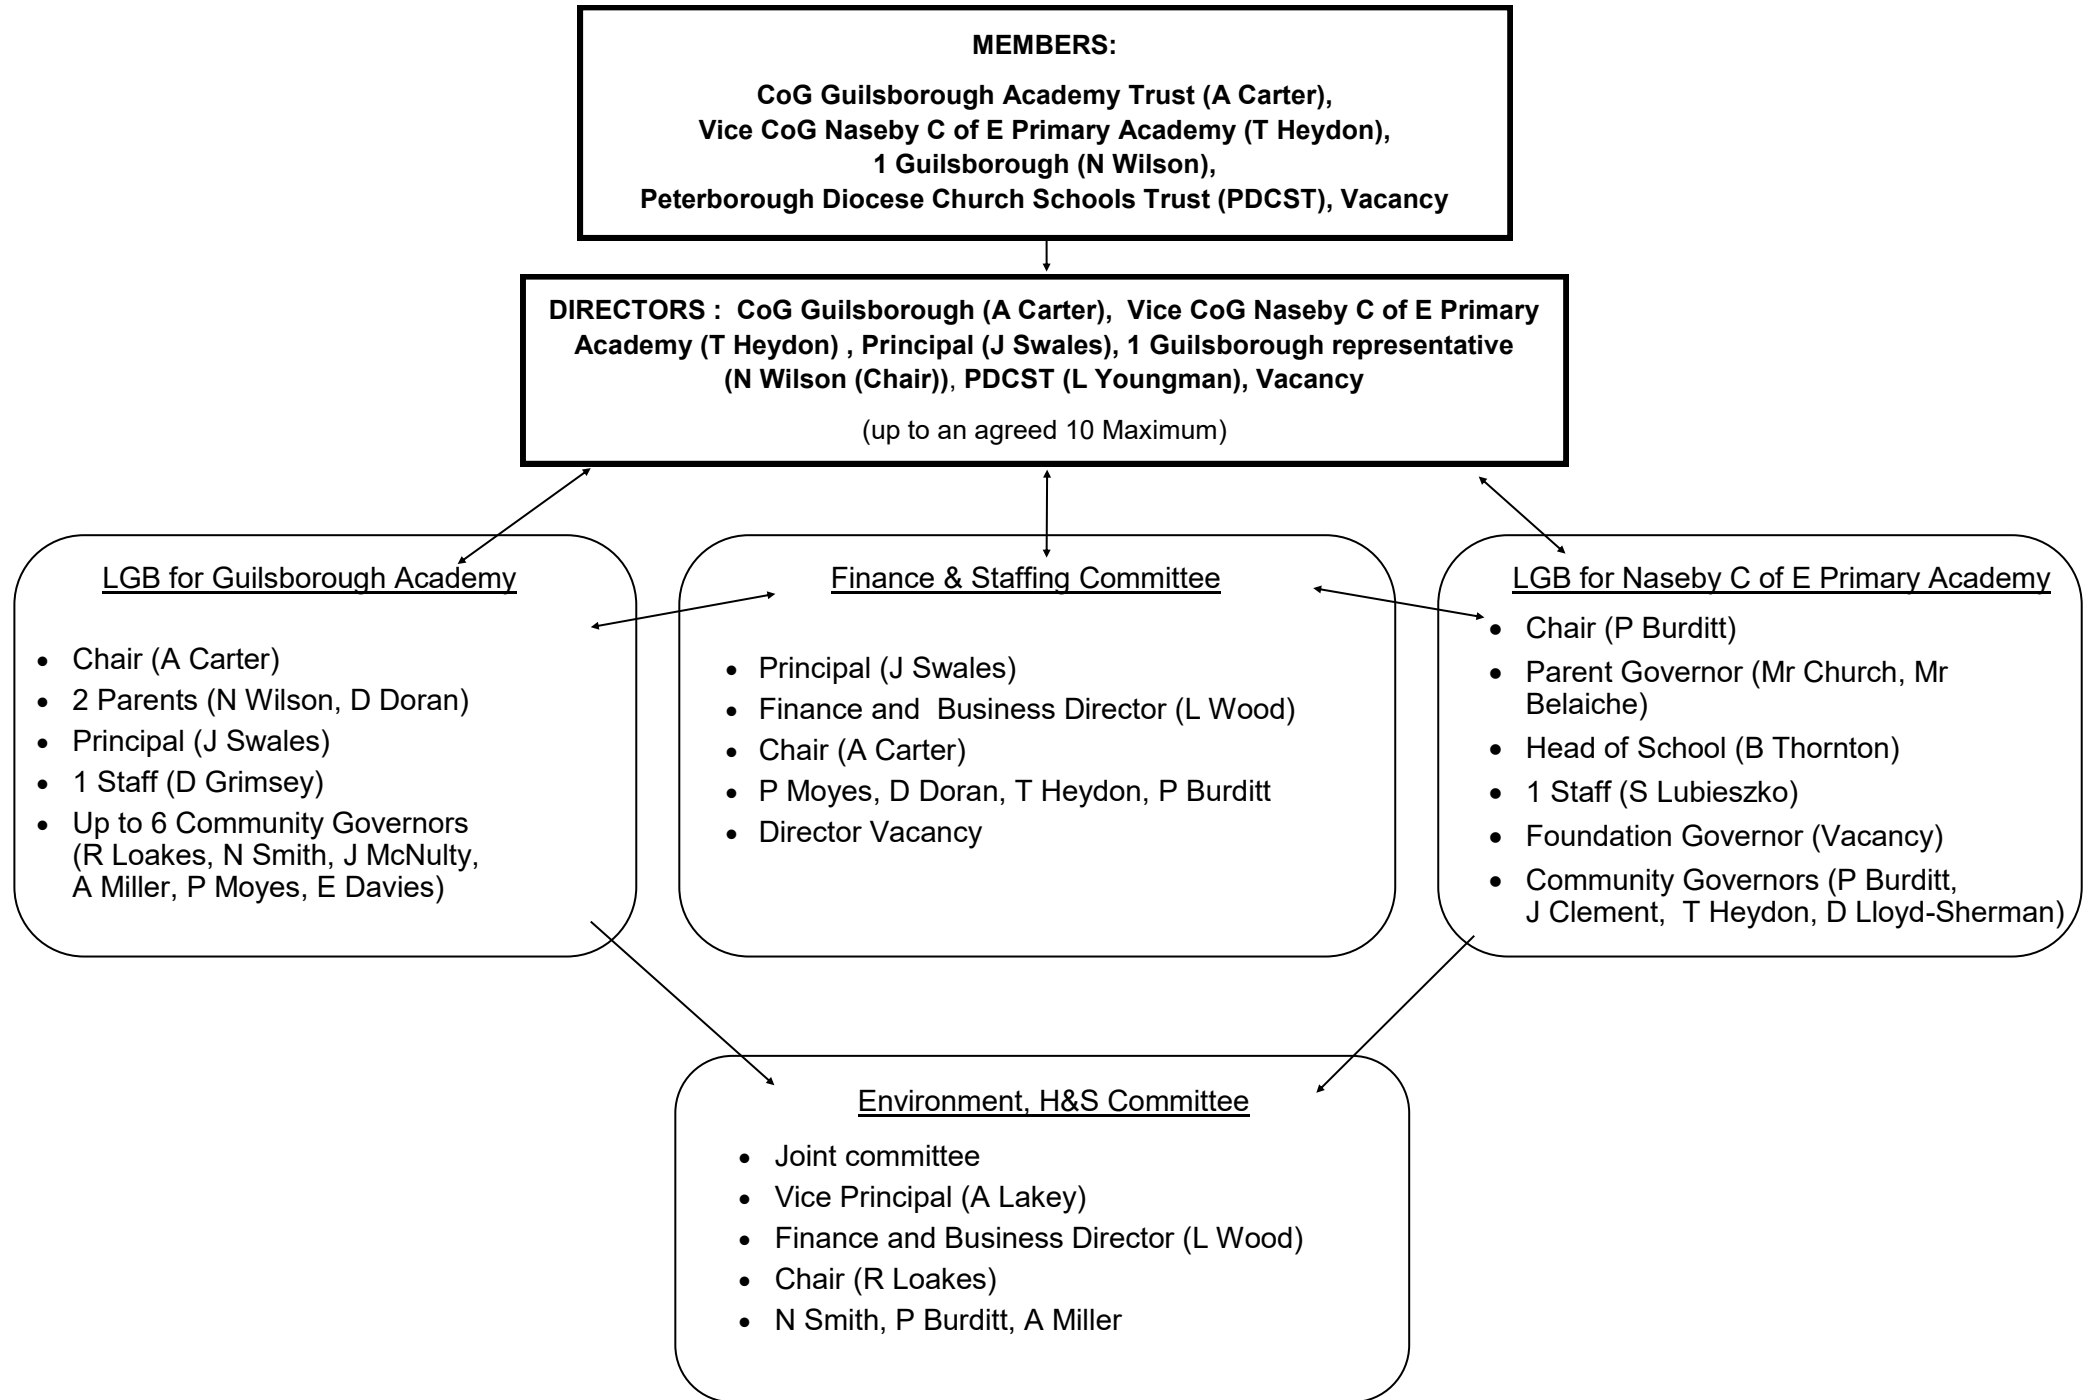 MEMBERS:
CoG Guilsborough Academy Trust (A Carter),
Vice CoG Naseby C of E Primary Academy (T Heydon),
1 Guilsborough (N Wilson),
Peterborough Diocese Church Schools Trust (PDCST), Vacancy
DIRECTORS :  CoG Guilsborough (A Carter),  Vice CoG Naseby C of E Primary
Academy (T Heydon) , Principal (J Swales), 1 Guilsborough representative
(N Wilson (Chair)), PDCST (L Youngman), Vacancy
(up to an agreed 10 Maximum)
LGB for Guilsborough Academy
• Chair (A Carter)
• 2 Parents (N Wilson, D Doran)
• Principal (J Swales)
• 1 Staff (D Grimsey)
• Up to 6 Community Governors
(R Loakes, N Smith, J McNulty,
A Miller, P Moyes, E Davies)
Finance & Staffing Committee
• Principal (J Swales)
• Finance and  Business Director (L Wood)
• Chair (A Carter)
• P Moyes, D Doran, T Heydon, P Burditt
• Director Vacancy
LGB for Naseby C of E Primary Academy
• Chair (P Burditt)
• Parent Governor (Mr Church, Mr
Belaiche)
• Head of School (B Thornton)
• 1 Staff (S Lubieszko)
• Foundation Governor (Vacancy)
• Community Governors (P Burditt,
J Clement,  T Heydon, D Lloyd-Sherman)
Environment, H&S Committee
• Joint committee
• Vice Principal (A Lakey)
• Finance and Business Director (L Wood)
• Chair (R Loakes)
• N Smith, P Burditt, A Miller